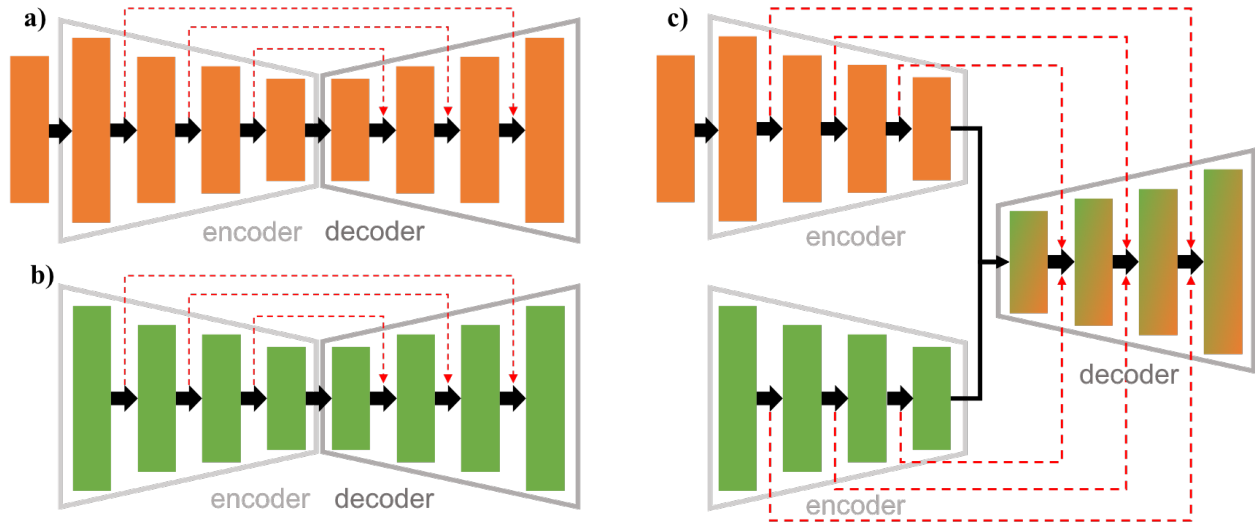 a)
encoder decoder
b)
encoder decoder
c)
encoder
decoder
encoder